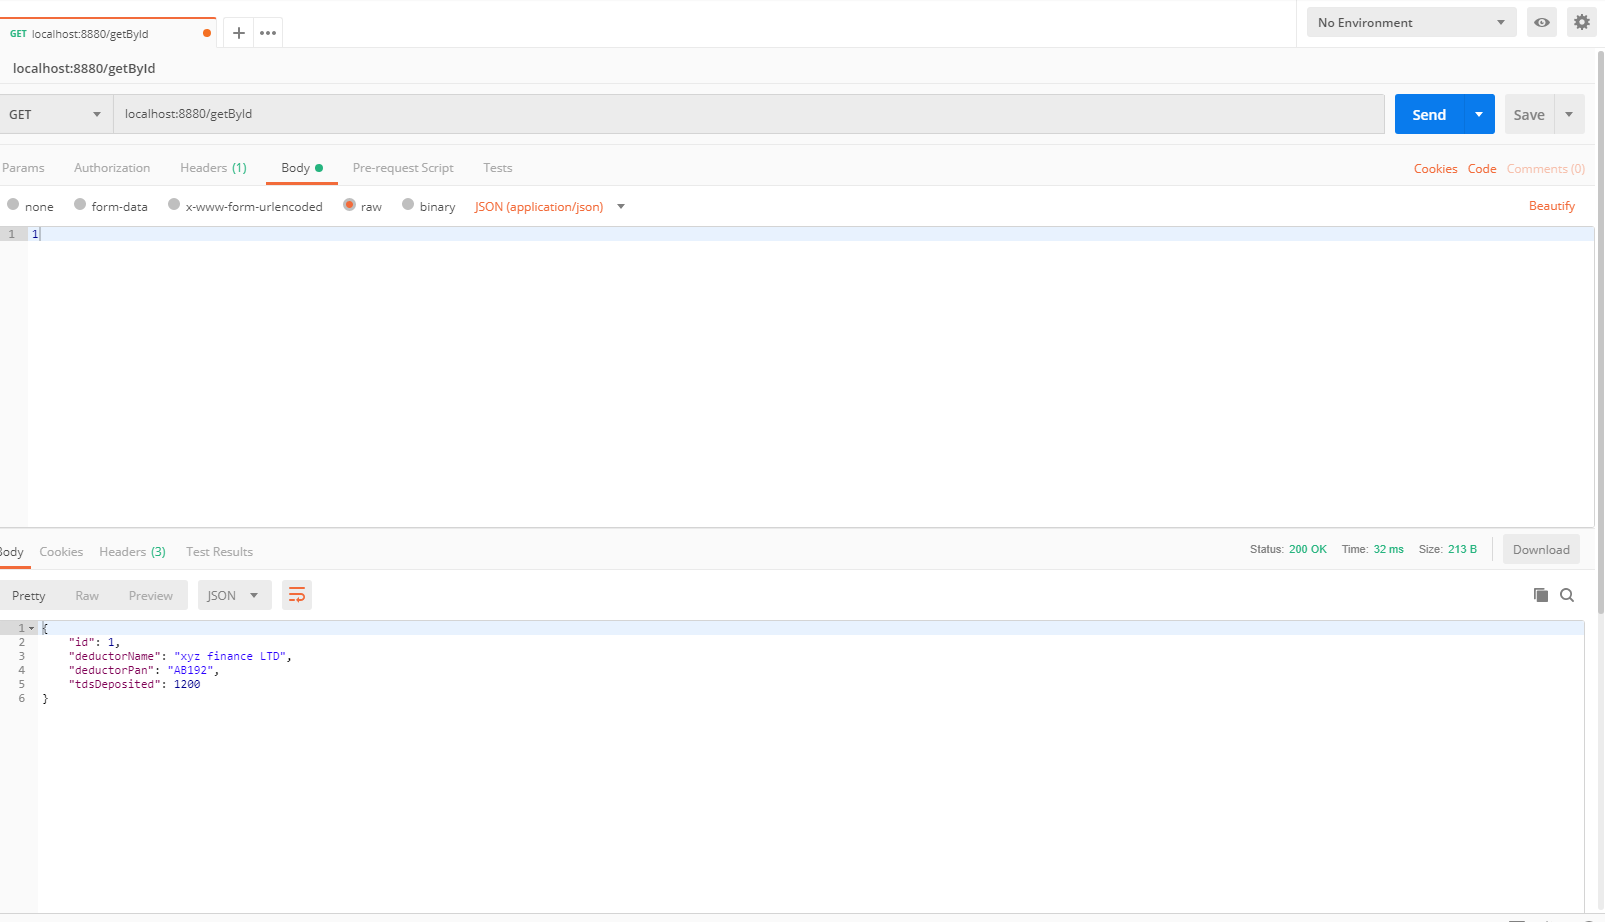 GET localhost:8880/getById
No Environment
localhost:8880/getById
GET localhost:8880/getById Send Save
Params Authorization Headers (1) Body Pre-request Script Tests Cookies Code Comments (0)
none form-data x-www-form-urlencoded raw binary JSON (application/json) Beautify
1 1
Body Cookies Headers (3) Test Results Status: 200 OK Time: 32 ms Size: 213 B Download
Pretty Raw Preview JSON
1 {
2 "id": 1,
3 "deductorName": "xyz finance LTD",
4 "deductorPan": "AB192",
5 "tdsDeposited": 1200
6 }